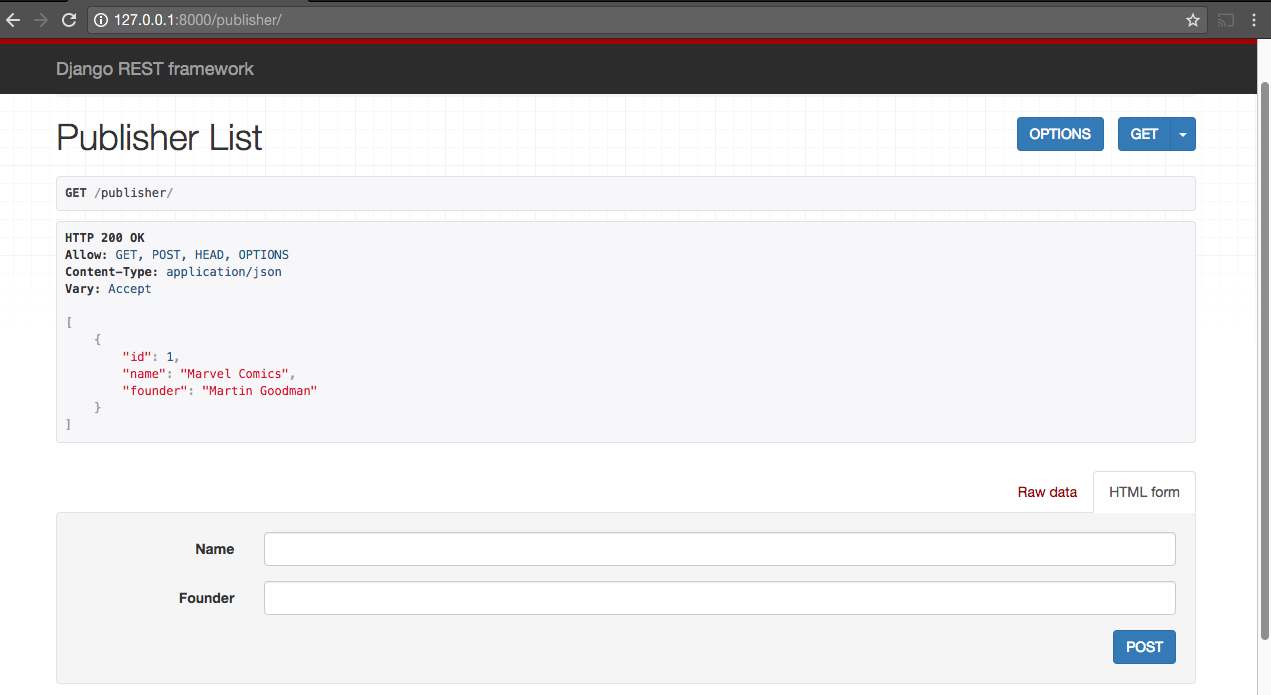 127.0.0.1:8000/publisher/
Django REST framework
Publisher List
OPTIONS
GET
GET /publisher/
HTTP 200 OK
Allow: GET, POST, HEAD, OPTIONS
Content-Type: application/json
Vary: Accept
[
    {
        "id": 1,
        "name": "Marvel Comics",
        "founder": "Martin Goodman"
    }
]
Raw data
HTML form
Name
Founder
POST